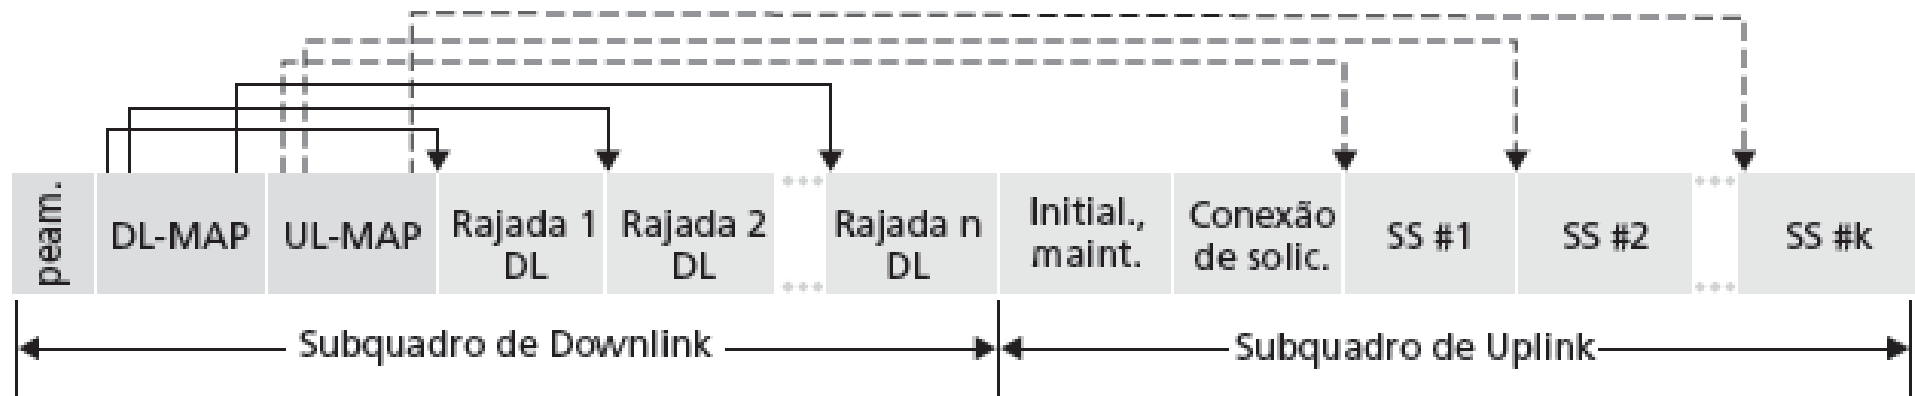 peam.
DL-MAP
UL-MAP
Rajada 1
DL
Rajada 2
DL
Rajada n
DL
Initial.,
maint.
Conexão
de solic.
SS #1
SS #2
SS #k
Subquadro de Downlink
Subquadro de Uplink